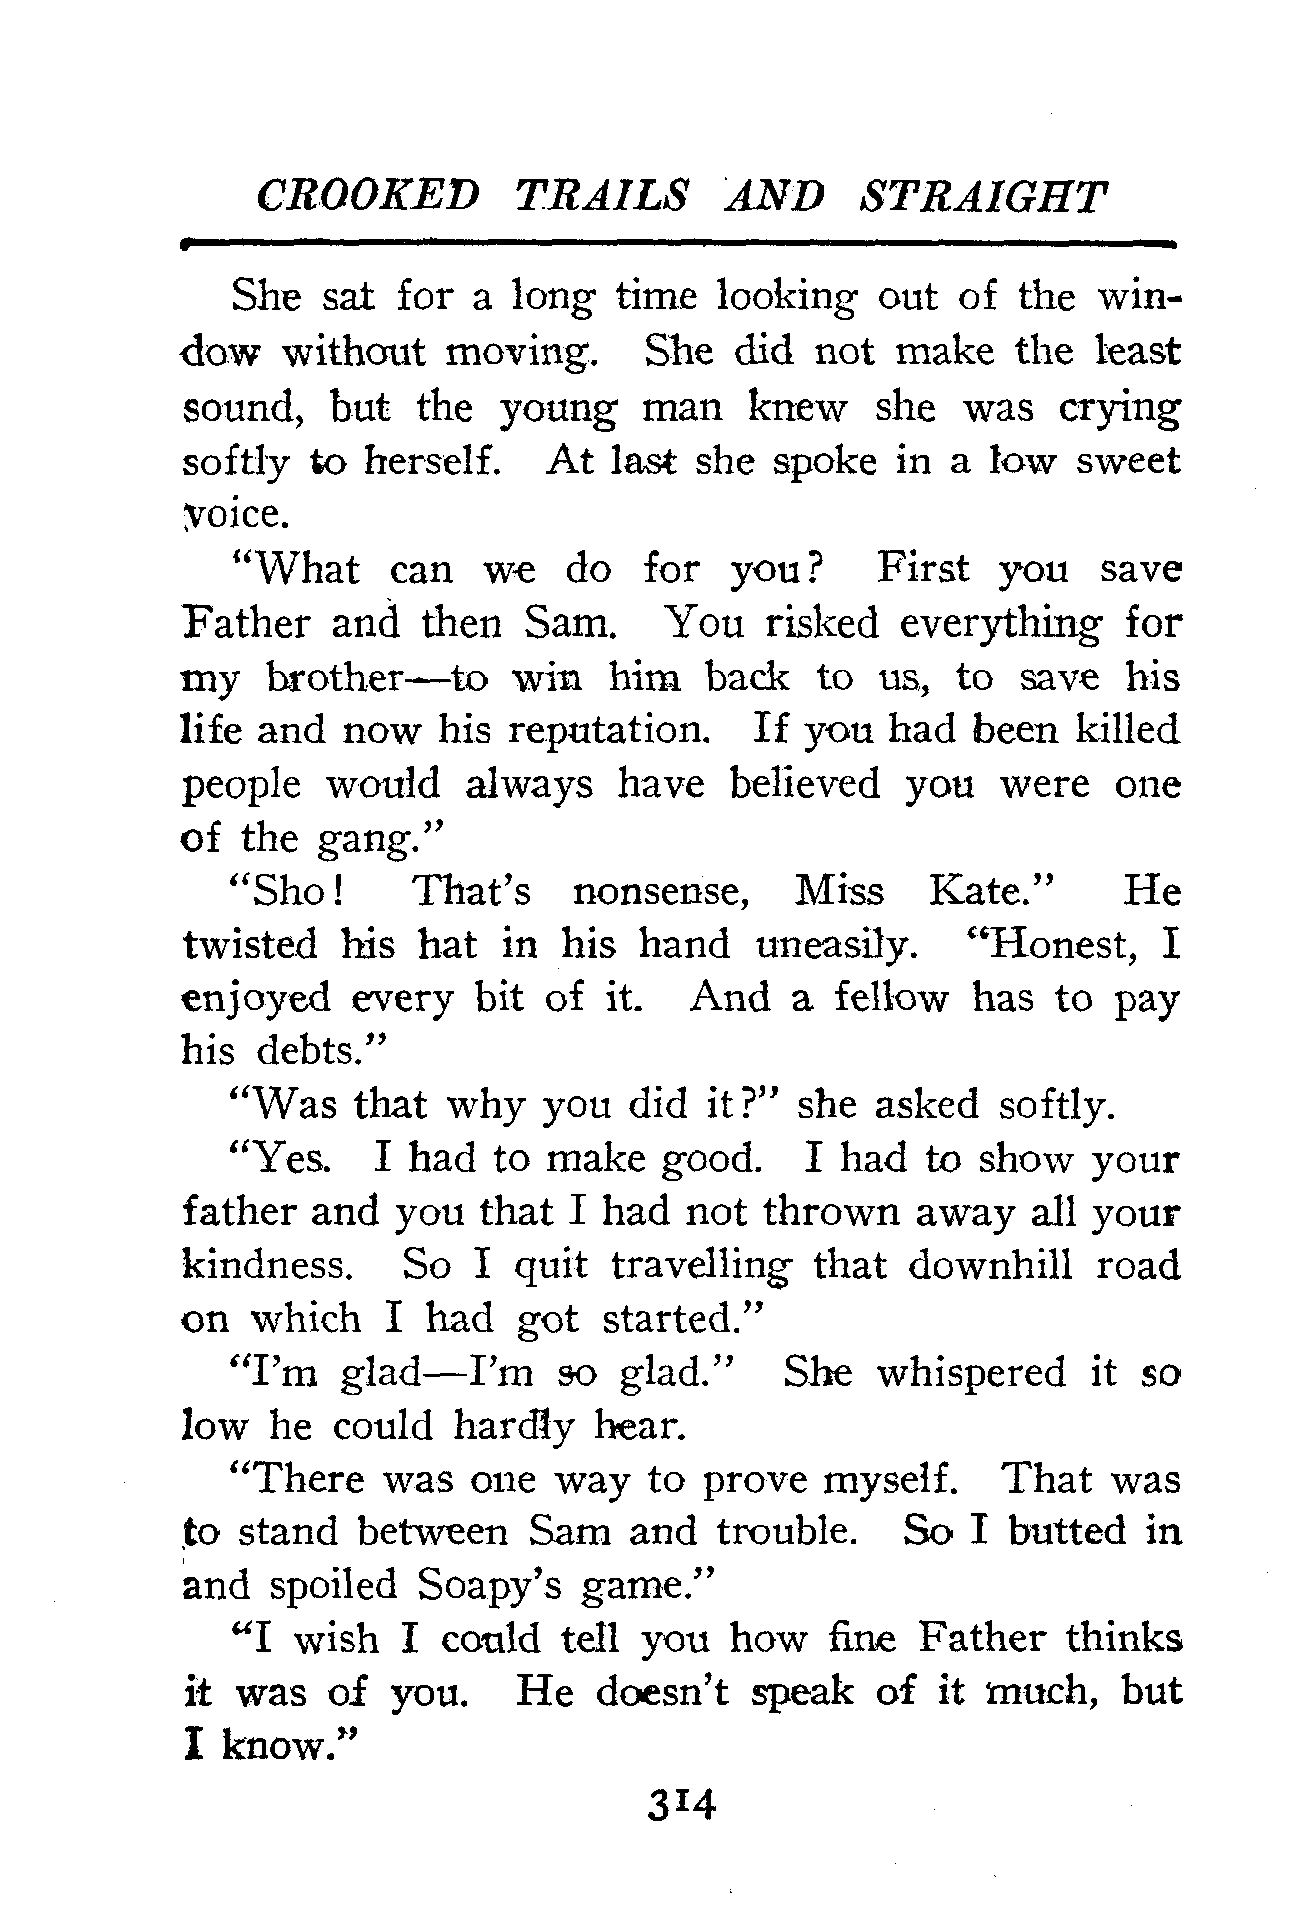 CROOKED TRAILS AND STRAIGHT
She sat for a long time looking out of the win-
dow without moving. She did not make the least
sound, but the young man knew she was crying
softly to herself. At last she spoke in a low sweet
voice.
"What can we do for you? First you save
Father and then Sam. You risked everything for
my brother—to win him back to us, to save his
life and now his reputation. If you had been killed
people would always have believed you were one
of the gang."
"Sho! That's nonsense, Miss Kate." He
twisted his hat in his hand uneasily. "Honest, I
enjoyed every bit of it. And a fellow has to pay
his debts."
"Was that why you did it?" she asked softly.
"Yes. I had to make good. I had to show your
father and you that I had not thrown away all your
kindness. So I quit travelling that downhill road
on which I had got started."
"I'm glad—I'm so glad." She whispered it so
low he could hardly hear.
"There was one way to prove myself. That was
to stand between Sam and trouble. So I butted in
and spoiled Soapy's game."
"I wish I could tell you how fine Father thinks
it was of you. He doesn't speak of it much, but
I know."
314